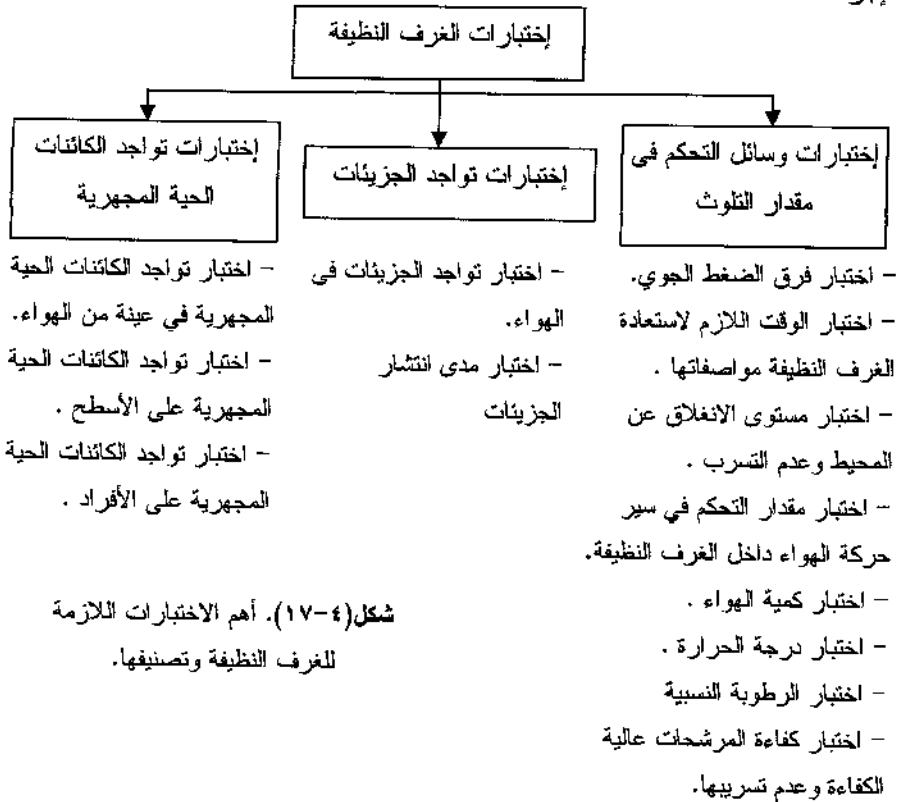 إختبارات الغرف النظيفة
إختبارات وسائل التحكم فى
مقدار التلوث
- اختبار فرق الضغط الجوي.
- اختبار الوقت اللازم لاستعادة
الغرف النظيفة مواصفاتها .
- اختبار مستوى الانغلاق عن
المحيط وعدم التسرب .
- اختبار مقدار التحكم في سير
حركة الهواء داخل الغرف النظيفة.
- اختبار كمية الهواء .
- اختبار درجة الحرارة .
- اختبار الرطوبة النسبية
- اختبار كفاءة المرشحات عالية
الكفاءة وعدم تسريبها.
إختبارات تواجد الجزيئات
- اختبار تواجد الجزيئات فى
الهواء.
- اختبار مدى انتشار
الجزيئات
إختبارات تواجد الكائنات
الحية المجهرية
- اختبار تواجد الكائنات الحية
المجهرية في عينة من الهواء.
- اختبار تواجد الكائنات الحية
المجهرية على الأسطح .
- اختبار تواجد الكائنات الحية
المجهرية على الأفراد .
شكل(٤-١٧). أهم الاختبارات اللازمة
للغرف النظيفة وتصنيفها.